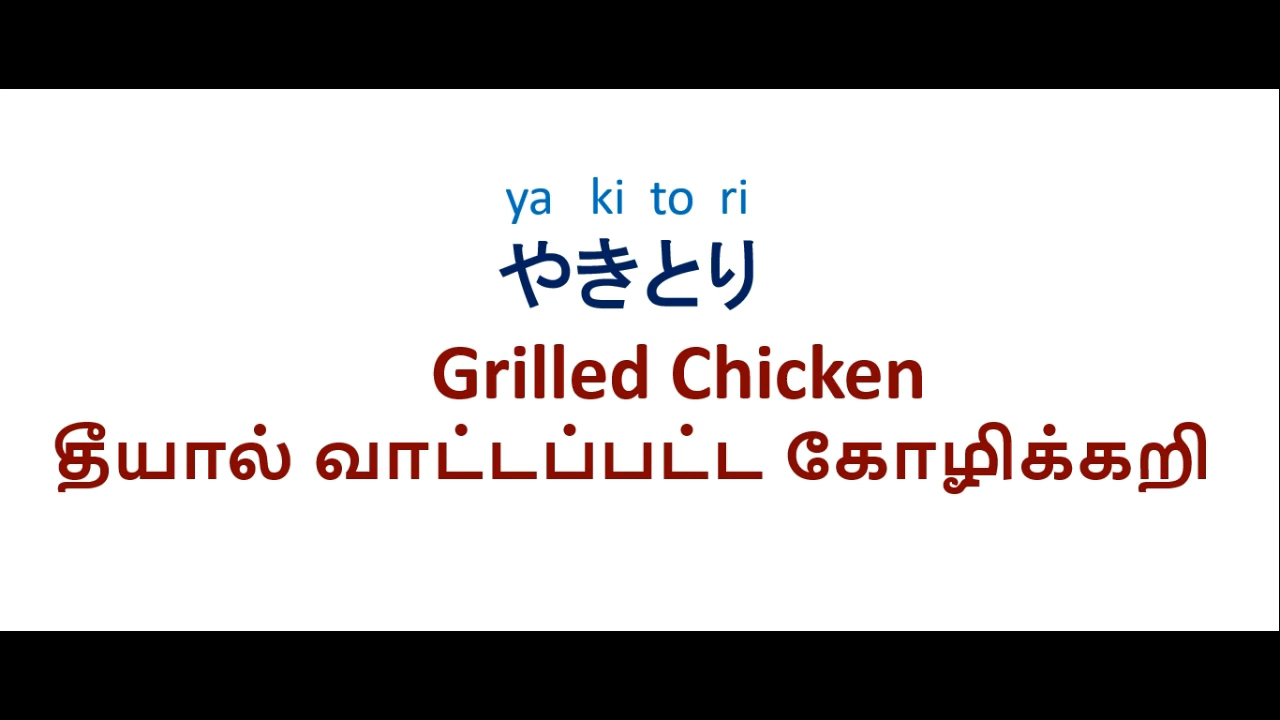 ya ki to ri
やきとり
Grilled Chicken
தீயால் வாட்டப்பட்ட கோழிக்கறி